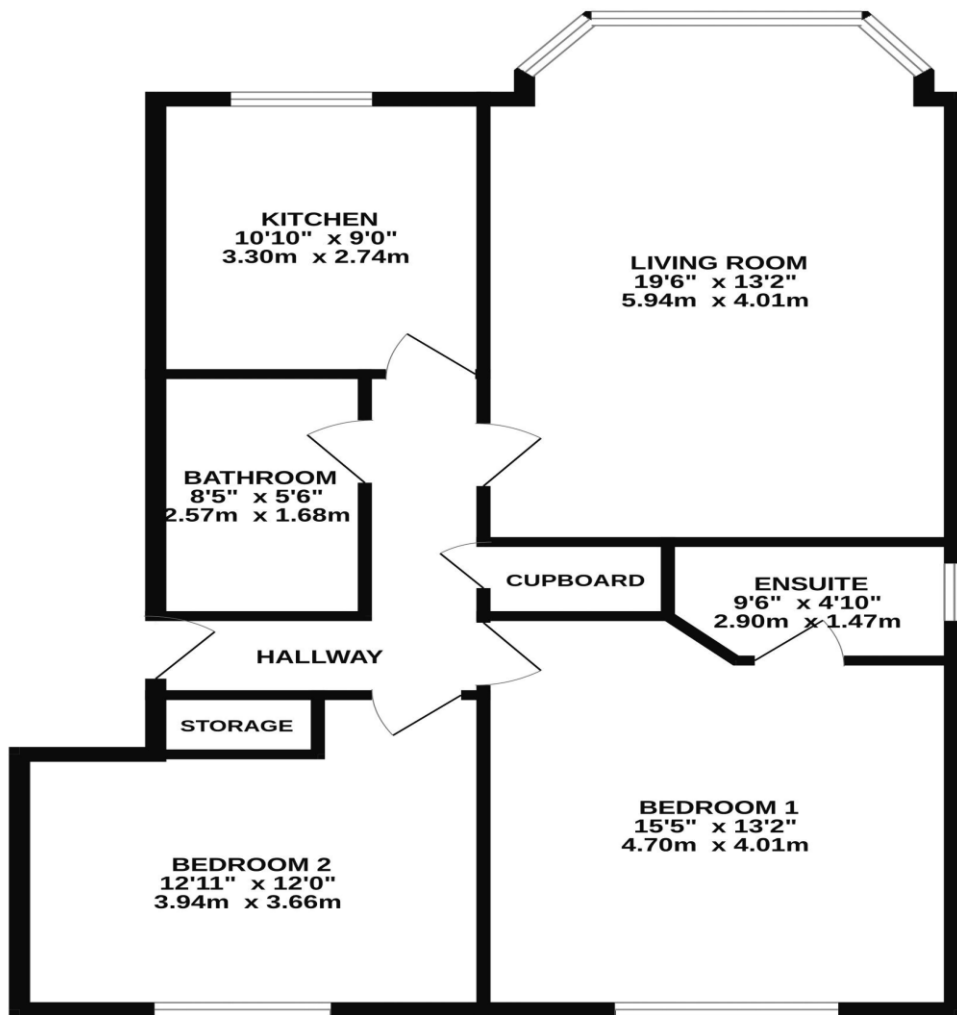 KITCHEN
10'10" x 9'0"
3.30m x 2.74m
LIVING ROOM
19'6" x 13'2"
5.94m x 4.01m
BATHROOM
8'5" x 5'6"
2.57m x 1.68m
CUPBOARD
ENSUITE
9'6" x 4'10"
2.90m x 1.47m
HALLWAY
STORAGE
BEDROOM 1
15'5" x 13'2"
4.70m x 4.01m
BEDROOM 2
12'11" x 12'0"
3.94m x 3.66m